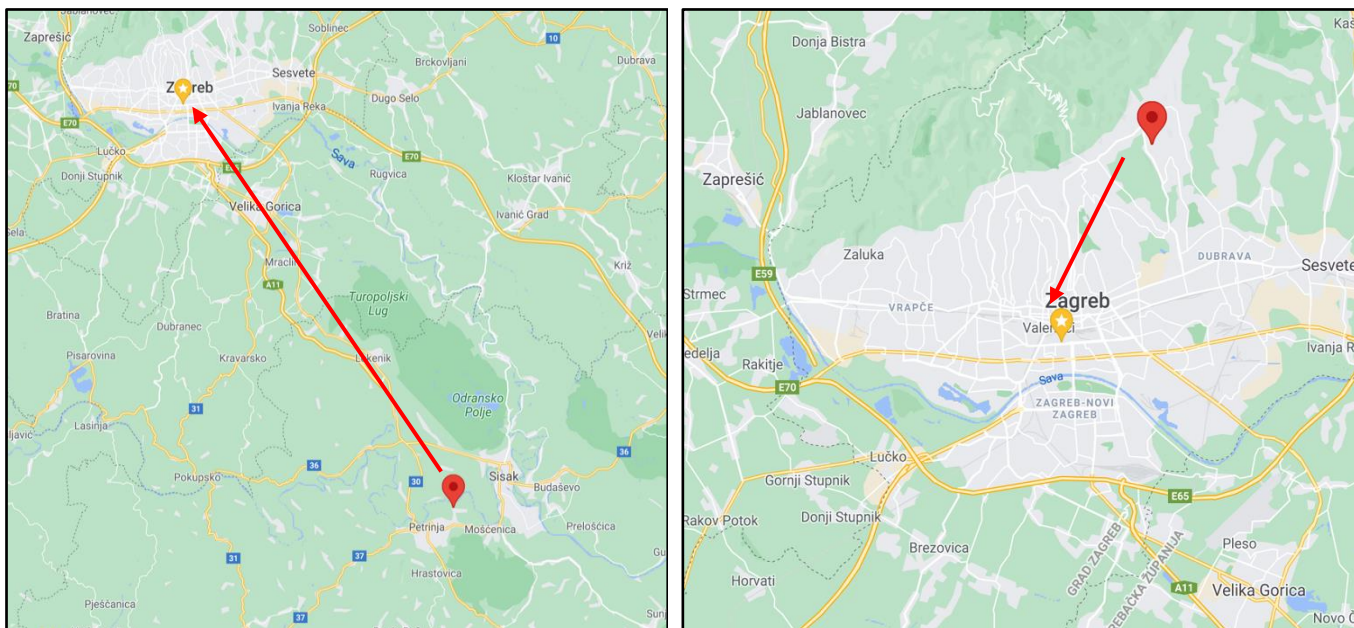 Jablanovec
Soblinec
Zaprešić
10
Brckovljani
Dubrava
Sesvete
Dugo Selo
Ivanja Reka
E70
Lučko
Sava
E70
Donji Stupnik
Rugvica
Kloštar Ivanić
Velika Gorica
Ivanić Grad
Mraclin
Križ
A11
Turopoljski
Lug
Bratina
Dubranec
Pisarovina
Kravarsko
Lekenik
Odransko
Polje
31
Lasinja
36
36
Pokupsko
30
Sisak
Budaševo
Petrinja
Mošćenica
Prelošćica
31
37
37
Hrastovica
Pješčanica
Donja Bistra
Jablanovec
Zaprešić
Zaluka
DUBRAVA
E59
Sesvete
Strmec
VRAPČE
Zagreb
Rakitje
Ivanja R
E70
Sava
ZAGREB-NOVI
ZAGREB
Lučko
Gornji Stupnik
E65
Rakov Potok
Donji Stupnik
Brezovica
Pleso
GRAD ZAGREB
Horvati
A11
Velika Gorica